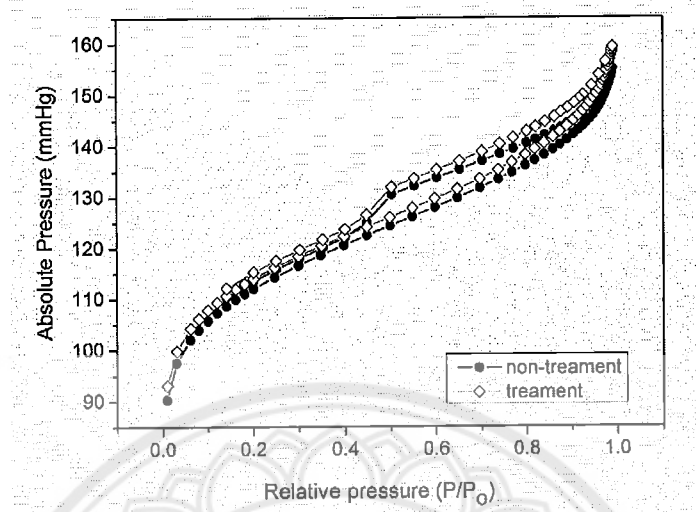 160
150
140
130
120
110
100
90
Absolute Pressure (mmHg)
0.0 0.2 0.4 0.6 0.8 1.0
Relative pressure (P/PO)
non-treament
treament